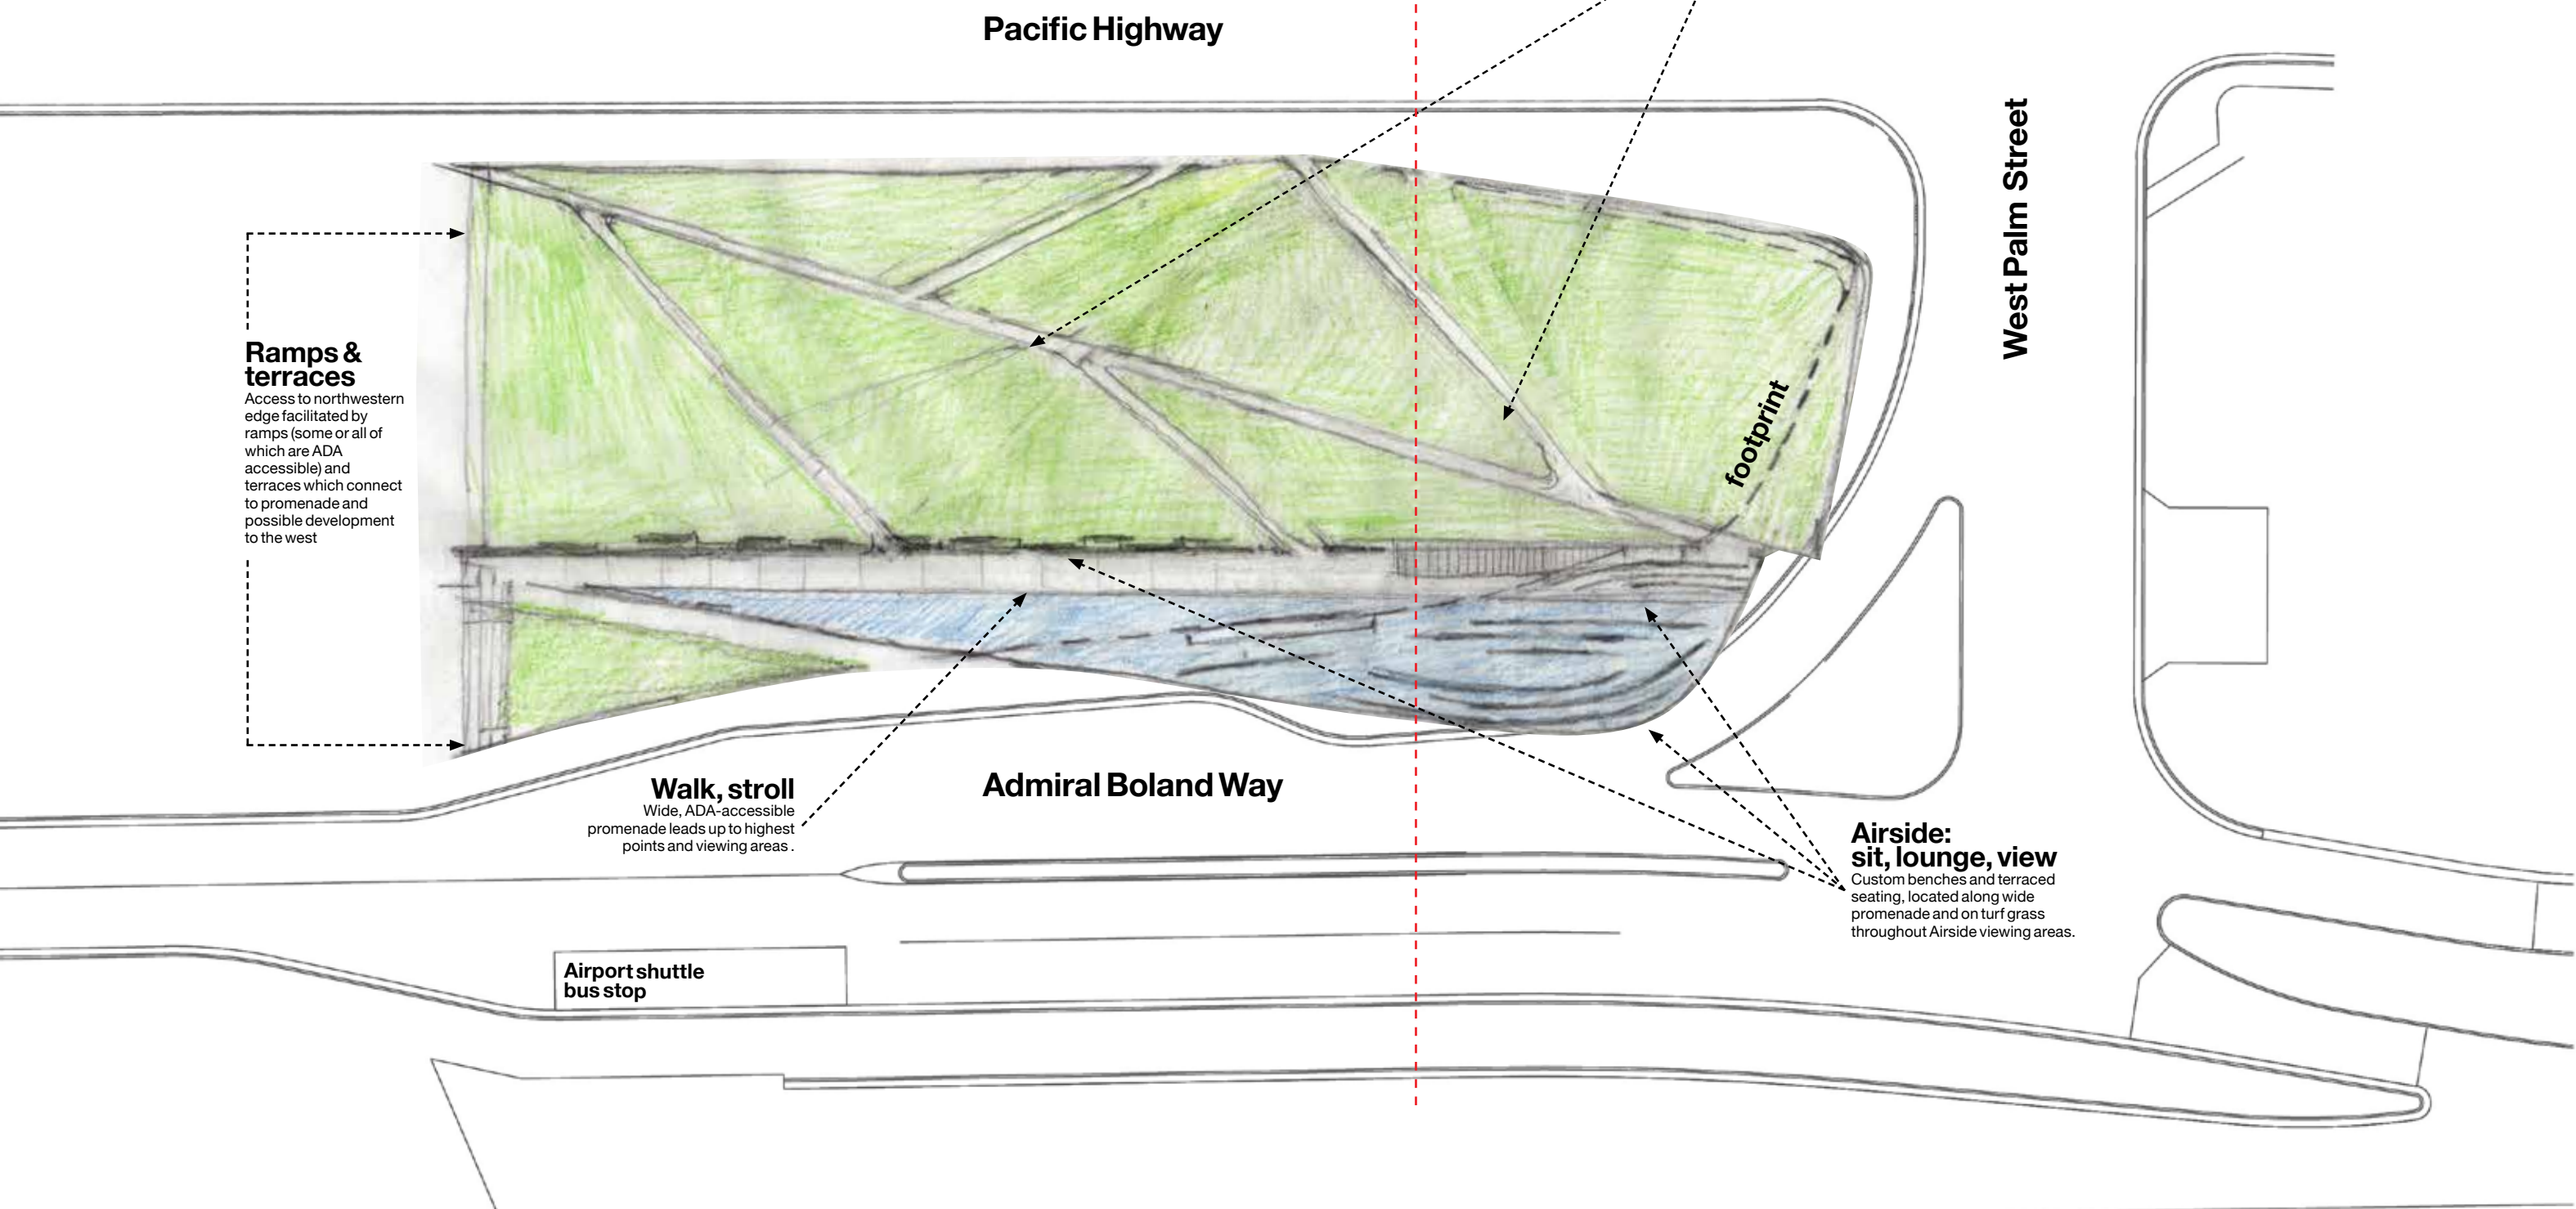 Pacific Highway
West Palm Street
Ramps &
terraces
Access to northwestern
edge facilitated by
ramps (some or all of
which are ADA
accessible) and
terraces which connect
to promenade and
possible development
to the west
footprint
Walk, stroll
Wide, ADA-accessible
promenade leads up to highest
points and viewing areas .
Admiral Boland Way
Airside:
sit, lounge, view
Custom benches and terraced
seating, located along wide
promenade and on turf grass
throughout Airside viewing areas.
Airport shuttle
bus stop